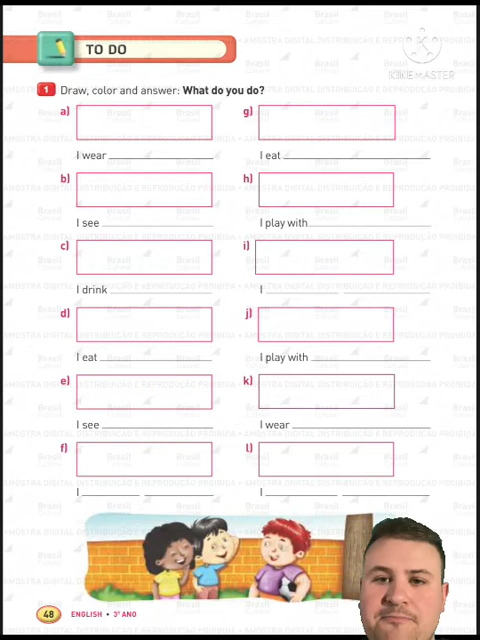 TO DO
KINEMASTER
1 Draw, color and answer: What do you do?
a)
I wear
b)
I see
c)
I drink
d)
I eat
e)
I see
f)
I
g)
I eat
h)
I play with
i)
I
j)
I play with
k)
I wear
l)
I
48 ENGLISH • 3º ANO
AMOSTRA DIGITAL DISTRIBUIÇÃO E REPRODUÇÃO PROIBIDA
Brasil